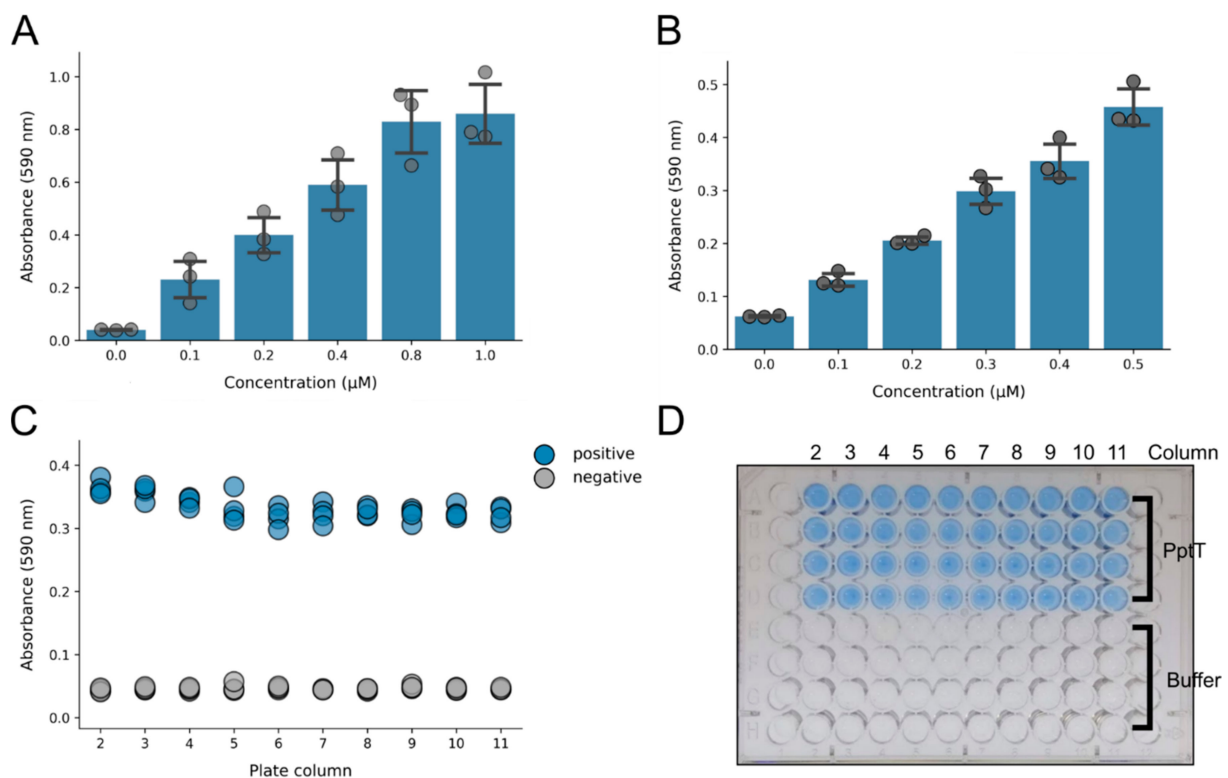 A
Absorbance (590 nm)
1.0
0.8
0.6
0.4
0.2
0.0
0.0 0.1 0.2 0.4 0.8 1.0
Concentration (µM)
B
Absorbance (590 nm)
0.5
0.4
0.3
0.2
0.1
0.0
0.0 0.1 0.2 0.3 0.4 0.5
Concentration (µM)
C
Absorbance (590 nm)
0.4
0.3
0.2
0.1
0.0
2 3 4 5 6 7 8 9 10 11
Plate column
positive
negative
D
2 3 4 5 6 7 8 9 10 11 Column
PptT
Buffer